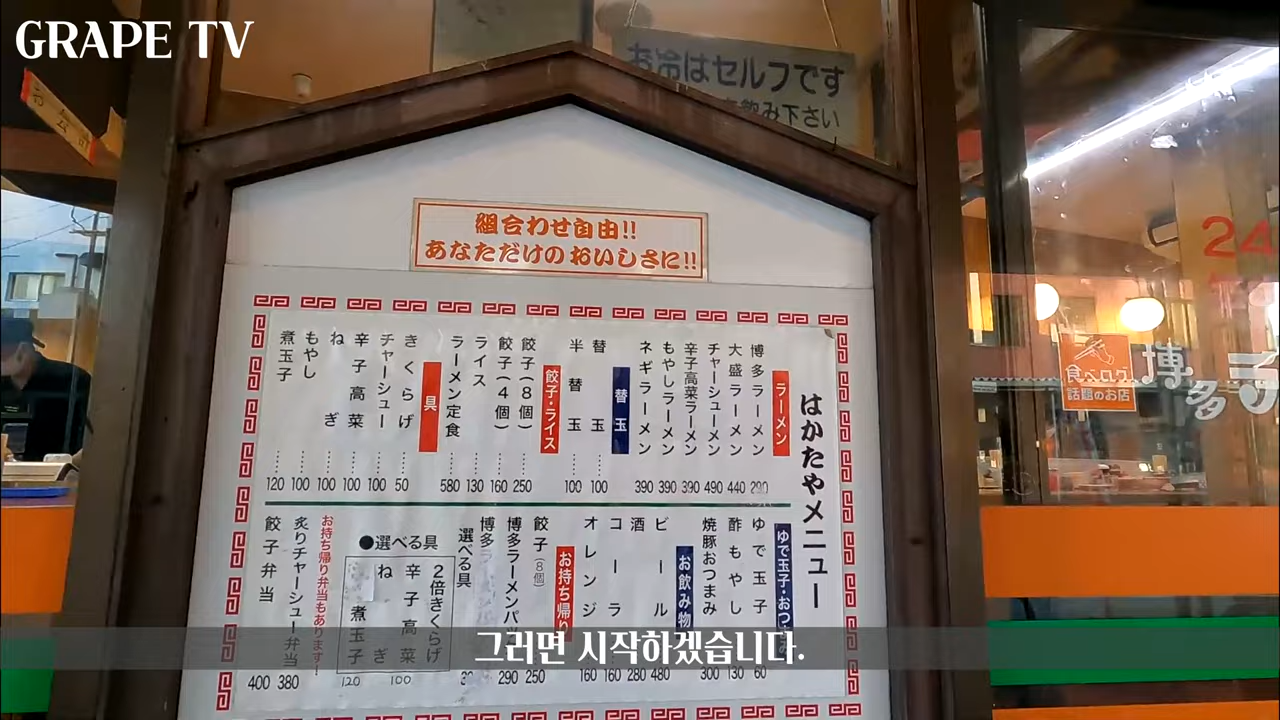 GRAPE TV
お会計
お冷はセルフです
飲み下さい
組合わせ自由!!
あなただけのおいしさに!!
はかたやメニュー
ラーメン
博多ラーメン 290
大盛ラーメン 440
チャーシューメン 490
辛子高菜ラーメン 390
もやしラーメン 390
ネギラーメン 390
替玉
替玉 100
半替玉 100
餃子・ライス
餃子(8個) 250
餃子(4個) 160
ライス 130
ラーメン定食 580
具
きくらげ 50
チャーシュー 100
辛子高菜 100
ねぎ 100
もやし 100
煮玉子 120
ゆで玉子・おつまみ
ゆで玉子 60
酢もやし 130
焼豚おつまみ 300
お飲み物
ビール 480
酒 280
コーラ 160
オレンジ 160
お持ち帰り
餃子(8個) 250
博多ラーメン 290
博多
選べる具
●選べる具
2倍きくらげ
辛子高菜 100
ねぎ
煮玉子 120
お持ち帰り弁当もあります!
炙りチャーシュー弁当 380
餃子弁当 400
24
食べログ
話題のお店
博多
그러면 시작하겠습니다.